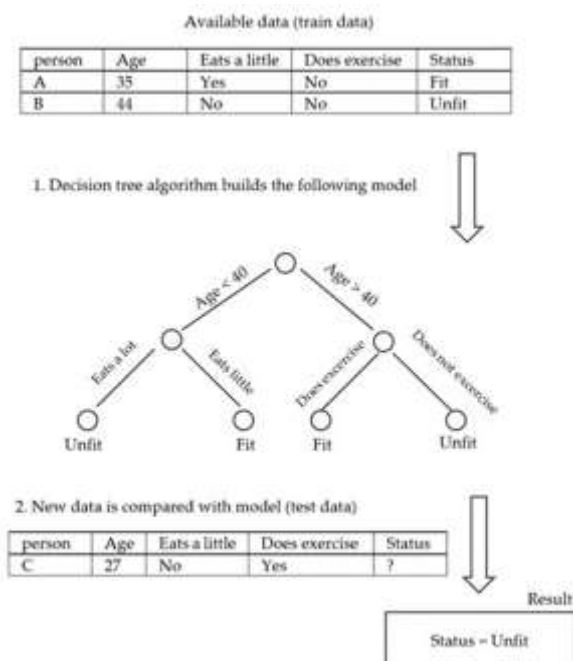 Available data (train data)
person Age Eats a little Does exercise Status
A 35 Yes No Fit
B 44 No No Unfit
1. Decision tree algorithm builds the following model
Age < 40 Age > 40
Eats a lot Eats little Does excercise Does not excercise
Unfit Fit Fit Unfit
2. New data is compared with model (test data)
person Age Eats a little Does exercise Status
C 27 No Yes ?
Result
Status = Unfit